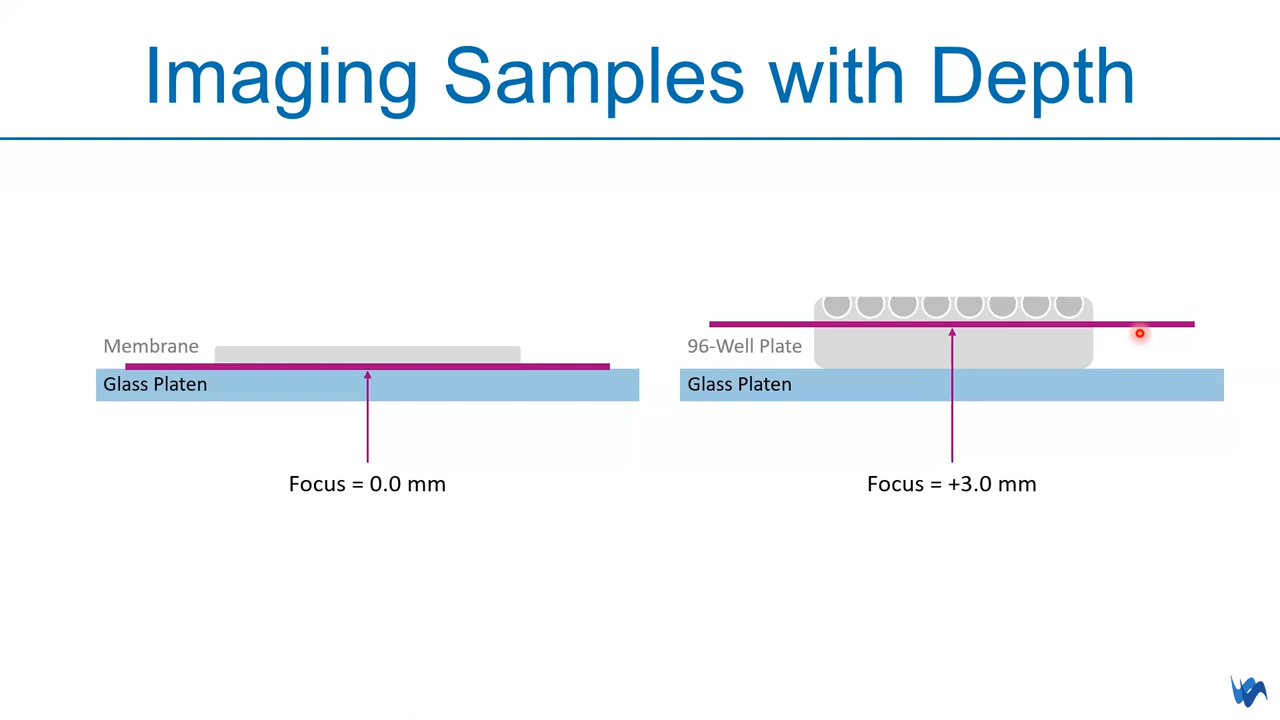 Imaging Samples with Depth
Membrane
Glass Platen
Focus = 0.0 mm
96-Well Plate
Glass Platen
Focus = +3.0 mm